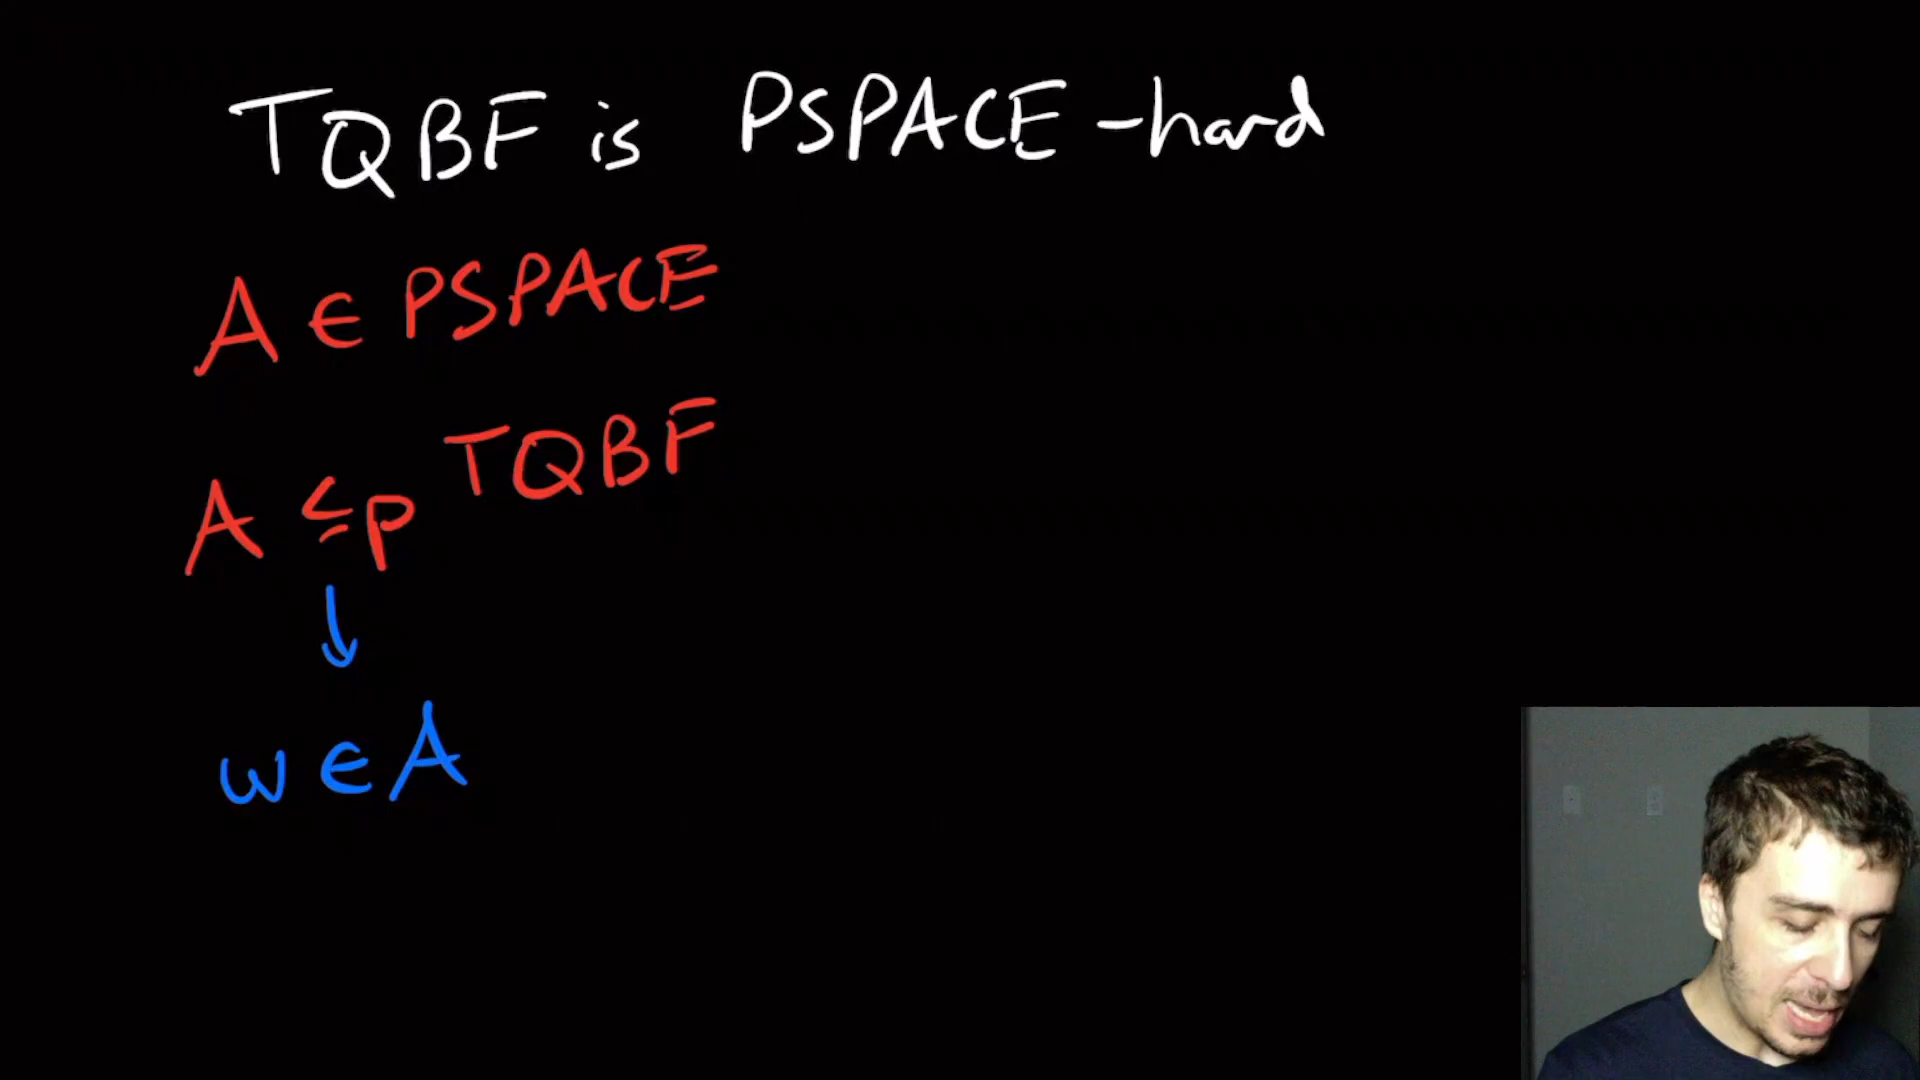 TQBF is PSPACE-hard
A ∈ PSPACE
A ≤p TQBF
↓
w ∈ A